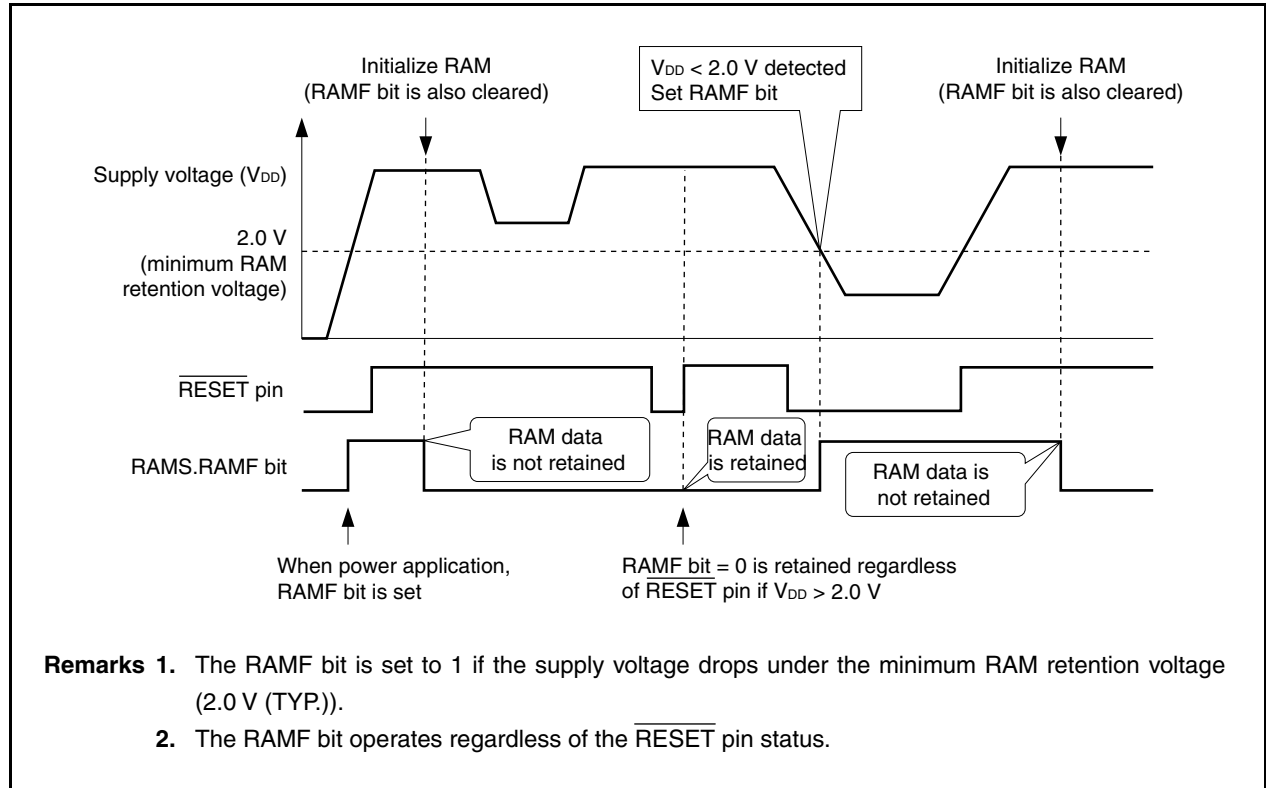 Initialize RAM
(RAMF bit is also cleared)
VDD < 2.0 V detected
Set RAMF bit
Initialize RAM
(RAMF bit is also cleared)
Supply voltage (VDD)
2.0 V
(minimum RAM
retention voltage)
RESET pin
RAMS.RAMF bit
RAM data
is not retained
RAM data
is retained
RAM data is
not retained
When power application,
RAMF bit is set
RAMF bit = 0 is retained regardless
of RESET pin if VDD > 2.0 V
Remarks 1. The RAMF bit is set to 1 if the supply voltage drops under the minimum RAM retention voltage
(2.0 V (TYP.)).
2. The RAMF bit operates regardless of the RESET pin status.